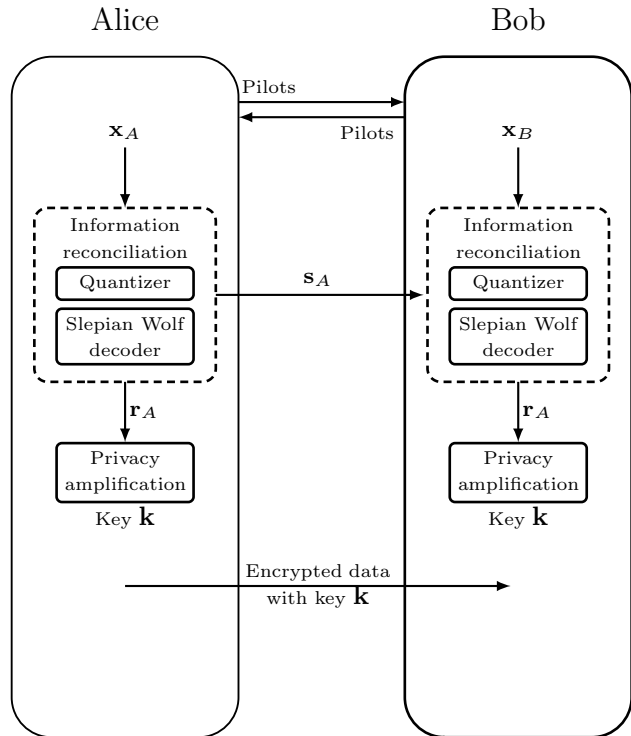 Alice
Bob
Pilots
Pilots
𝐱_A
𝐱_B
Information
reconciliation
Quantizer
Slepian Wolf
decoder
𝐬_A
Information
reconciliation
Quantizer
Slepian Wolf
decoder
𝐫_A
𝐫_A
Privacy
amplification
Key 𝐤
Privacy
amplification
Key 𝐤
Encrypted data
with key 𝐤